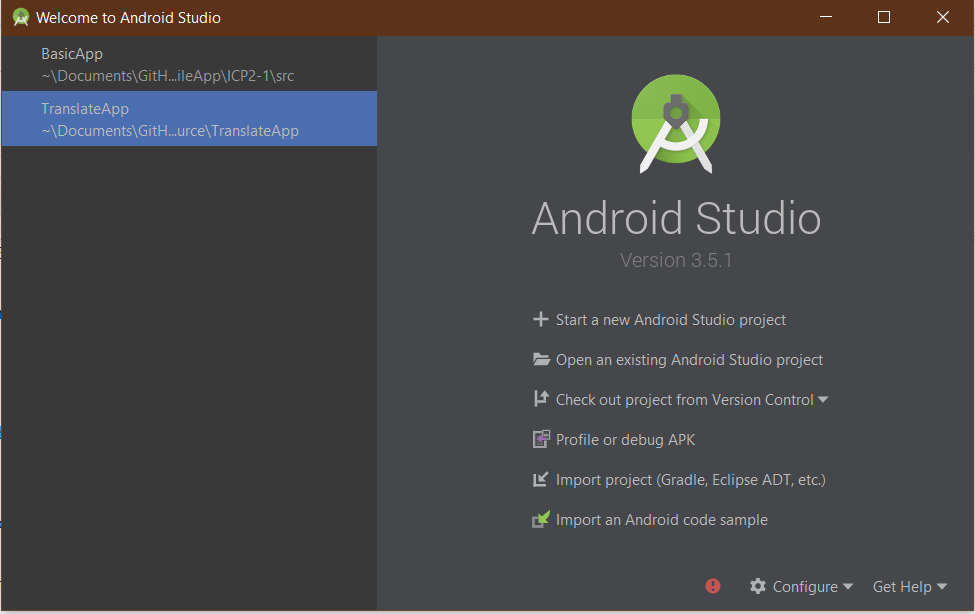 Welcome to Android Studio
BasicApp
~\Documents\GitH...ileApp\ICP2-1\src
TranslateApp
~\Documents\GitH...urce\TranslateApp
Android Studio
Version 3.5.1
Start a new Android Studio project
Open an existing Android Studio project
Check out project from Version Control
Profile or debug APK
Import project (Gradle, Eclipse ADT, etc.)
Import an Android code sample
Configure
Get Help